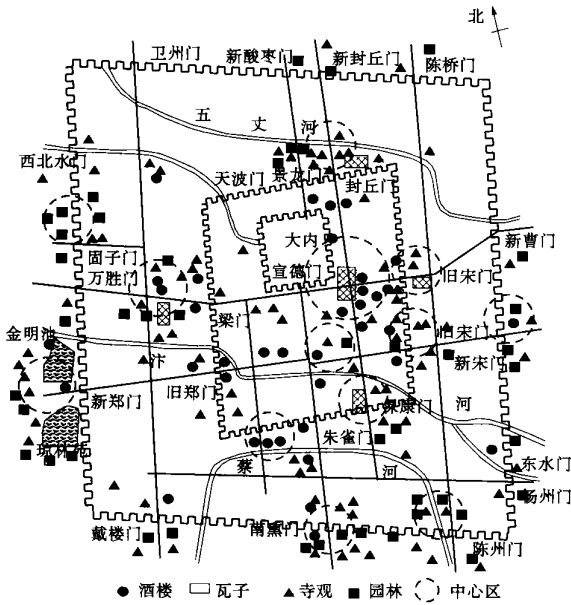 北
卫州门 新酸枣门 新封丘门 陈桥门
五 丈 河
西北水门
天波门 景龙门 封丘门
大内
新曹门
固子门 宣德门 旧曹门
万胜门
梁门
金明池 旧宋门
汴 新宋门
新郑门 旧郑门 保康门 河
朱雀门
琼林苑 蔡 河 东水门
扬州门
戴楼门 南熏门
陈州门
酒楼 瓦子 寺观 园林 中心区